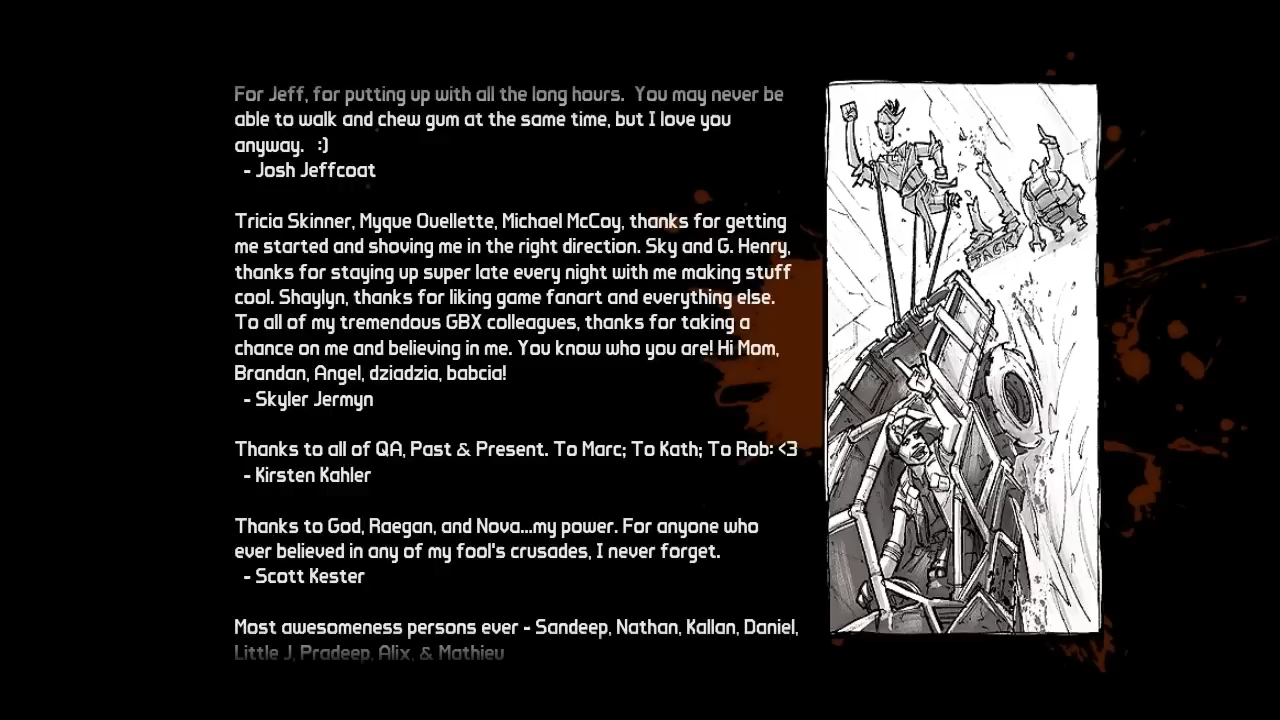 For Jeff, for putting up with all the long hours.  You may never be
able to walk and chew gum at the same time, but I love you
anyway.   :)
- Josh Jeffcoat
Tricia Skinner, Myque Ouellette, Michael McCoy, thanks for getting
me started and shoving me in the right direction. Sky and G. Henry,
thanks for staying up super late every night with me making stuff
cool. Shaylyn, thanks for liking game fanart and everything else.
To all of my tremendous GBX colleagues, thanks for taking a
chance on me and believing in me. You know who you are! Hi Mom,
Brandan, Angel, dziadzia, babcia!
- Skyler Jermyn
Thanks to all of QA, Past & Present. To Marc; To Kath; To Rob: <3
- Kirsten Kahler
Thanks to God, Raegan, and Nova...my power. For anyone who
ever believed in any of my fool's crusades, I never forget.
- Scott Kester
Most awesomeness persons ever - Sandeep, Nathan, Kallan, Daniel,
Little J, Pradeep, Alix, & Mathieu
JACK